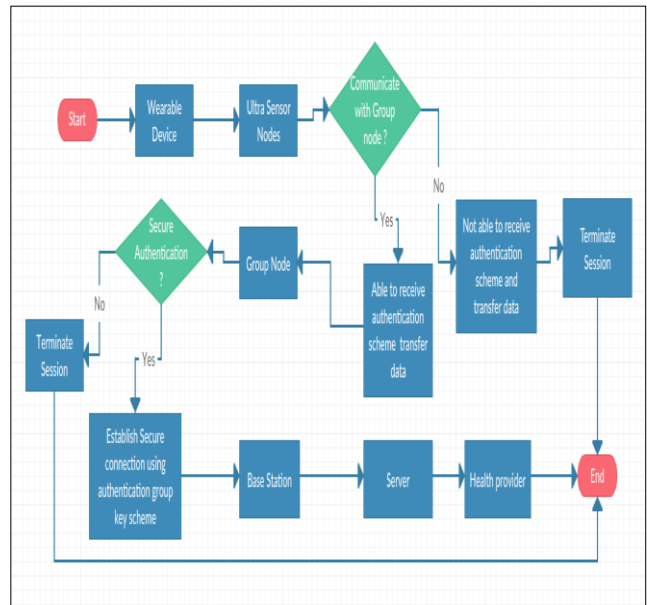 Start
Wearable
Device
Ultra Sensor
Nodes
Communicate
with Group
node ?
No
Yes
Not able to receive
authentication
scheme and
transfer data
Terminate
Session
Able to receive
authentication
scheme transfer
data
Group Node
Secure
Authentication
?
No
Yes
Terminate
Session
Establish Secure
connection using
authentication group
key scheme
Base Station
Server
Health provider
End